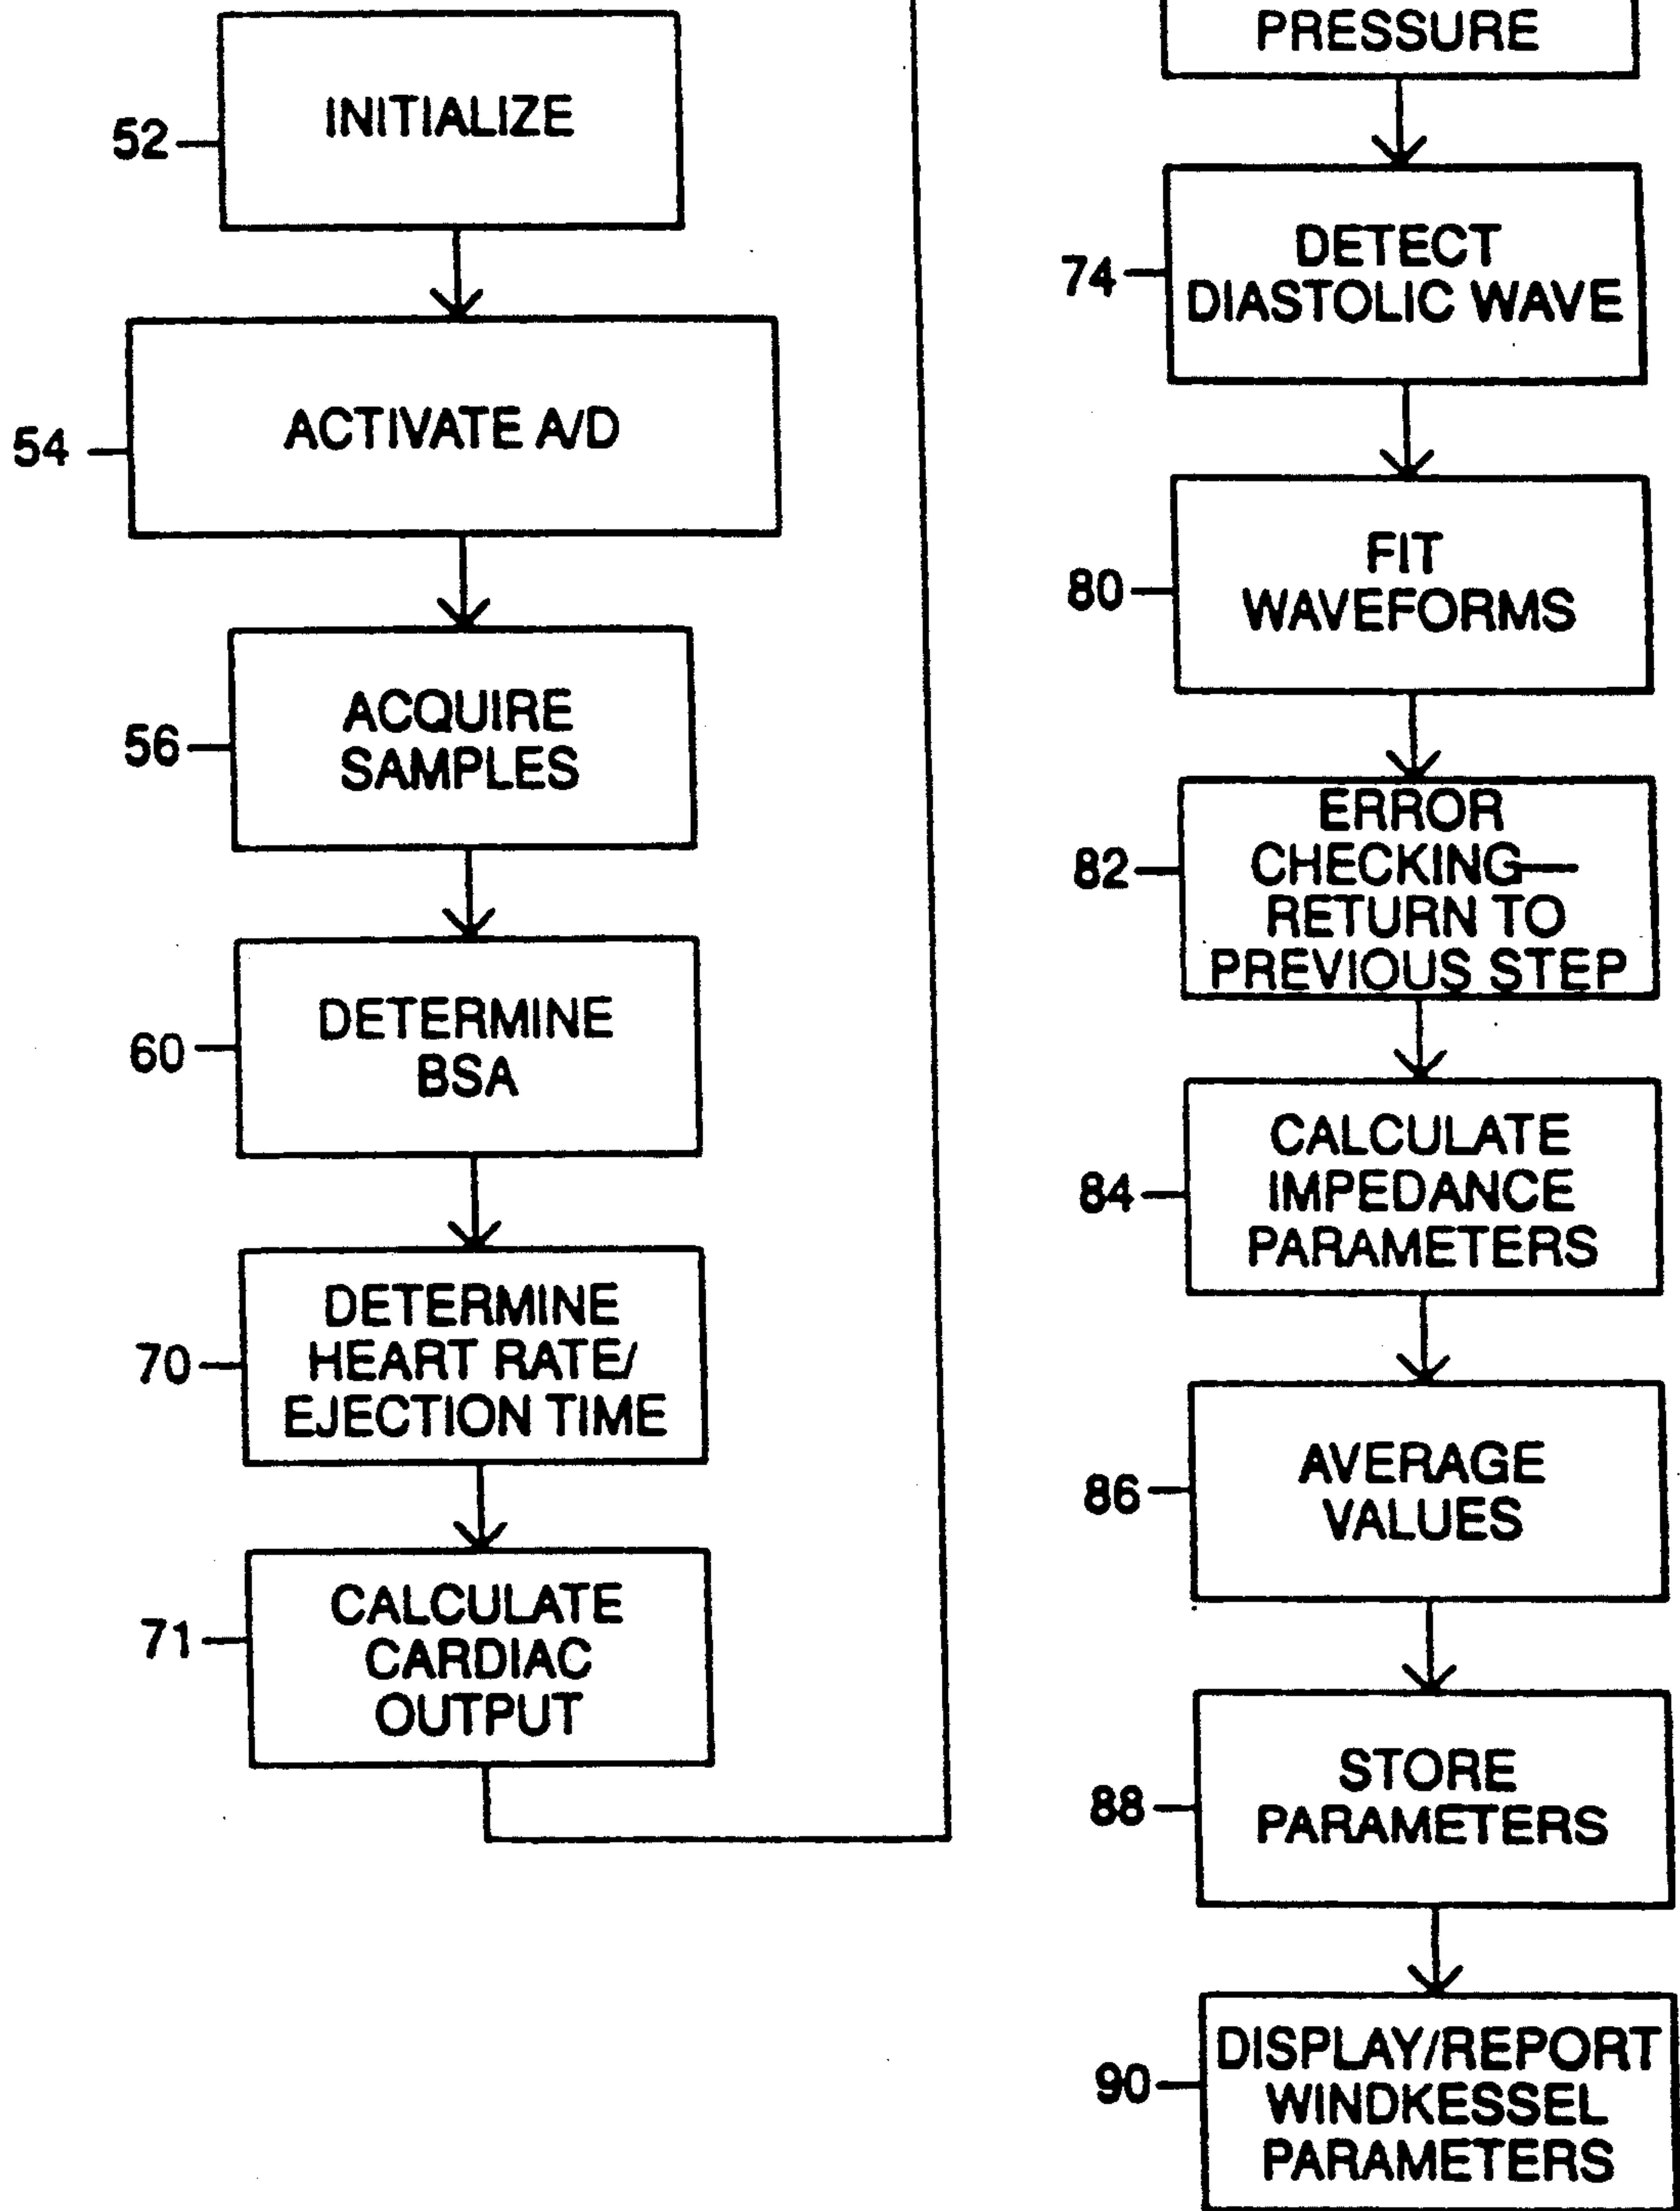 52
INITIALIZE
54
ACTIVATE A/D
56
ACQUIRE
SAMPLES
60
DETERMINE
BSA
70
DETERMINE
HEART RATE/
EJECTION TIME
71
CALCULATE
CARDIAC
OUTPUT
PRESSURE
74
DETECT
DIASTOLIC WAVE
80
FIT
WAVEFORMS
82
ERROR
CHECKING—
RETURN TO
PREVIOUS STEP
84
CALCULATE
IMPEDANCE
PARAMETERS
86
AVERAGE
VALUES
88
STORE
PARAMETERS
90
DISPLAY/REPORT
WINDKESSEL
PARAMETERS